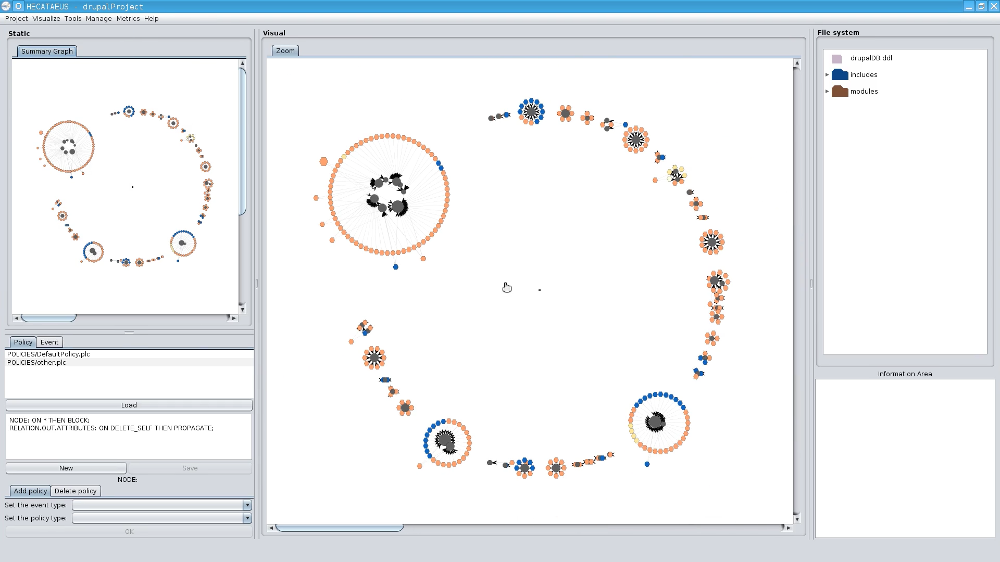 HECATAEUS - drupalProject
Project Visualize Tools Manage Metrics Help
Static
Summary Graph
Policy Event
POLICIES/DefaultPolicy.plc
POLICIES/other.plc
Load
NODE: ON * THEN BLOCK;
RELATION.OUT.ATTRIBUTES: ON DELETE_SELF THEN PROPAGATE;
New Save
NODE:
Add policy Delete policy
Set the event type:
Set the policy type:
OK
Visual
Zoom
File system
drupalDB.ddl
includes
modules
Information Area